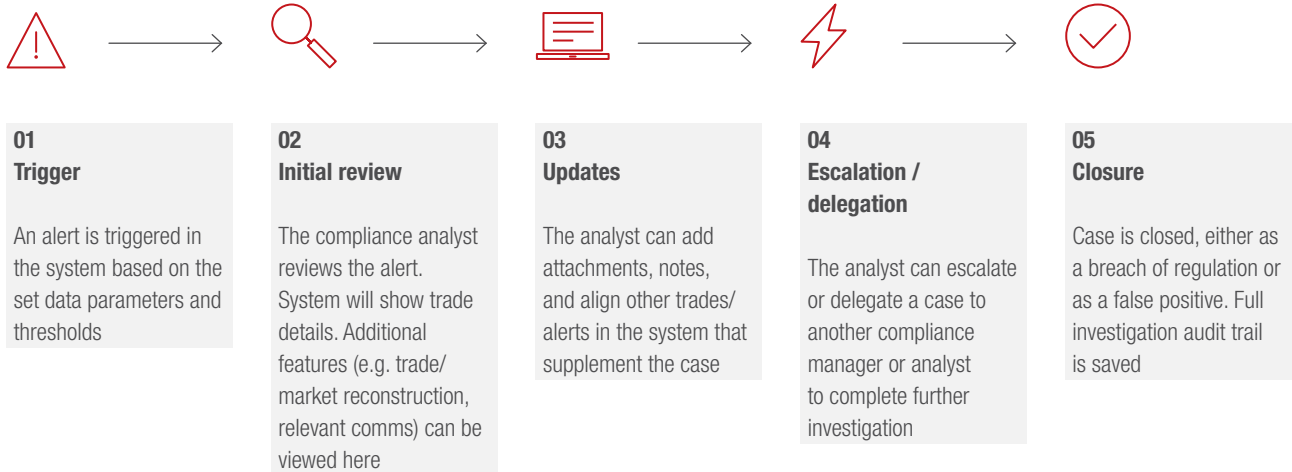 01
Trigger
An alert is triggered in
the system based on the
set data parameters and
thresholds
02
Initial review
The compliance analyst
reviews the alert.
System will show trade
details. Additional
features (e.g. trade/
market reconstruction,
relevant comms) can be
viewed here
03
Updates
The analyst can add
attachments, notes,
and align other trades/
alerts in the system that
supplement the case
04
Escalation /
delegation
The analyst can escalate
or delegate a case to
another compliance
manager or analyst
to complete further
investigation
05
Closure
Case is closed, either as
a breach of regulation or
as a false positive. Full
investigation audit trail
is saved